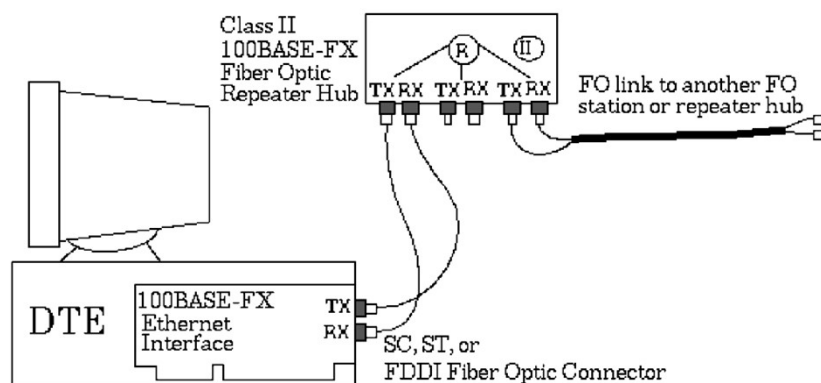 Class II
100BASE-FX
Fiber Optic
Repeater Hub
R
II
TX RX TX RX TX RX
FO link to another FO
station or repeater hub
DTE
100BASE-FX
Ethernet
Interface
TX
RX
SC, ST, or
FDDI Fiber Optic Connector